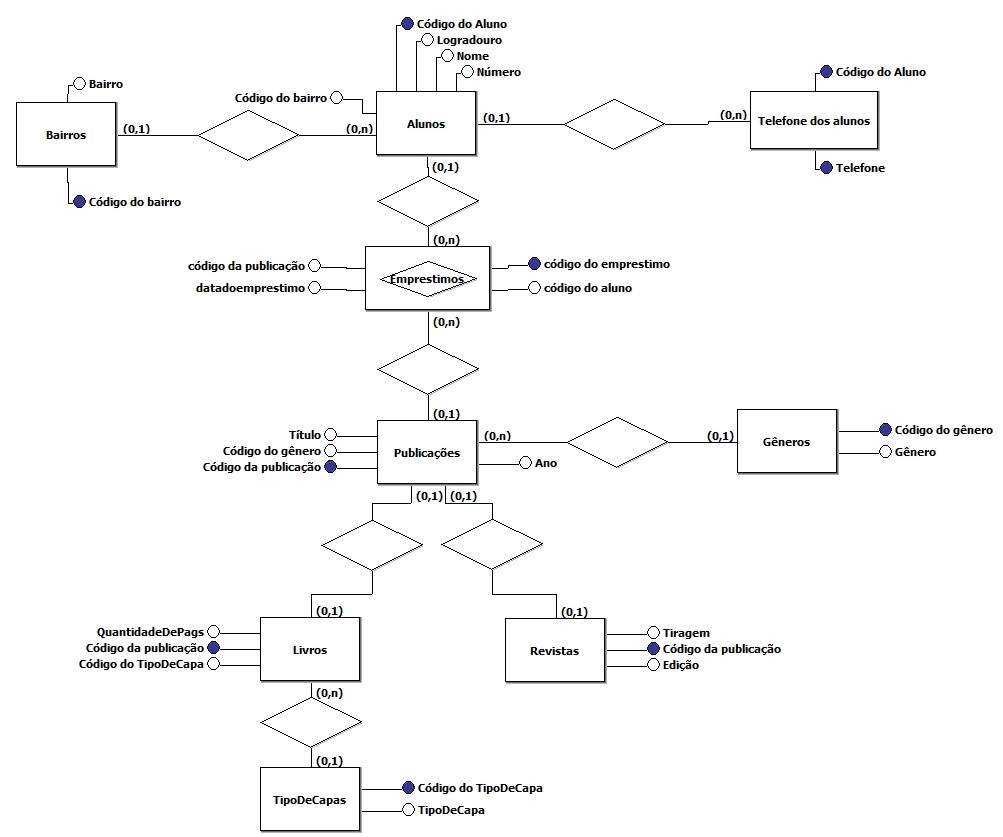 Código do Aluno
Logradouro
Nome
Número
Código do bairro
Bairro
Bairros
(0,1)
(0,n)
Alunos
(0,1)
(0,n)
Código do Aluno
Telefone dos alunos
Telefone
Código do bairro
(0,1)
(0,n)
código da publicação
datadoemprestimo
Emprestimos
código do emprestimo
código do aluno
(0,n)
(0,1)
Título
Código do gênero
Código da publicação
Publicações
(0,n)
Ano
(0,1)
Gêneros
Código do gênero
Gênero
(0,1)
(0,1)
(0,1)
(0,1)
QuantidadeDePags
Código da publicação
Código do TipoDeCapa
Livros
Revistas
Tiragem
Código da publicação
Edição
(0,n)
(0,1)
TipoDeCapas
Código do TipoDeCapa
TipoDeCapa